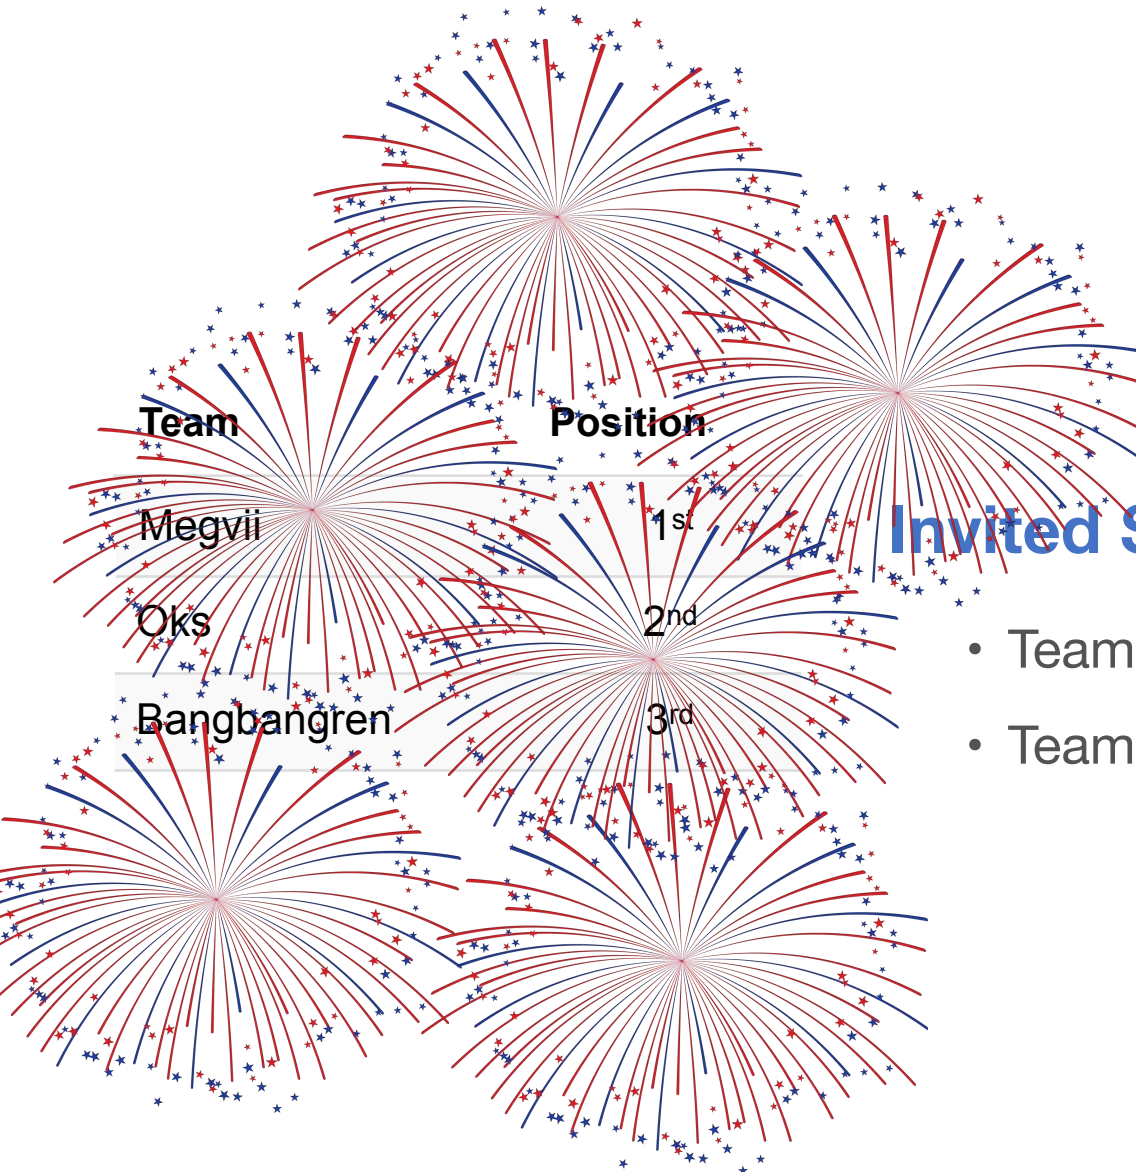 Team Position
Megvii 1st
Oks 2nd
Bangbangren 3rd
Invited S
• Team
• Team